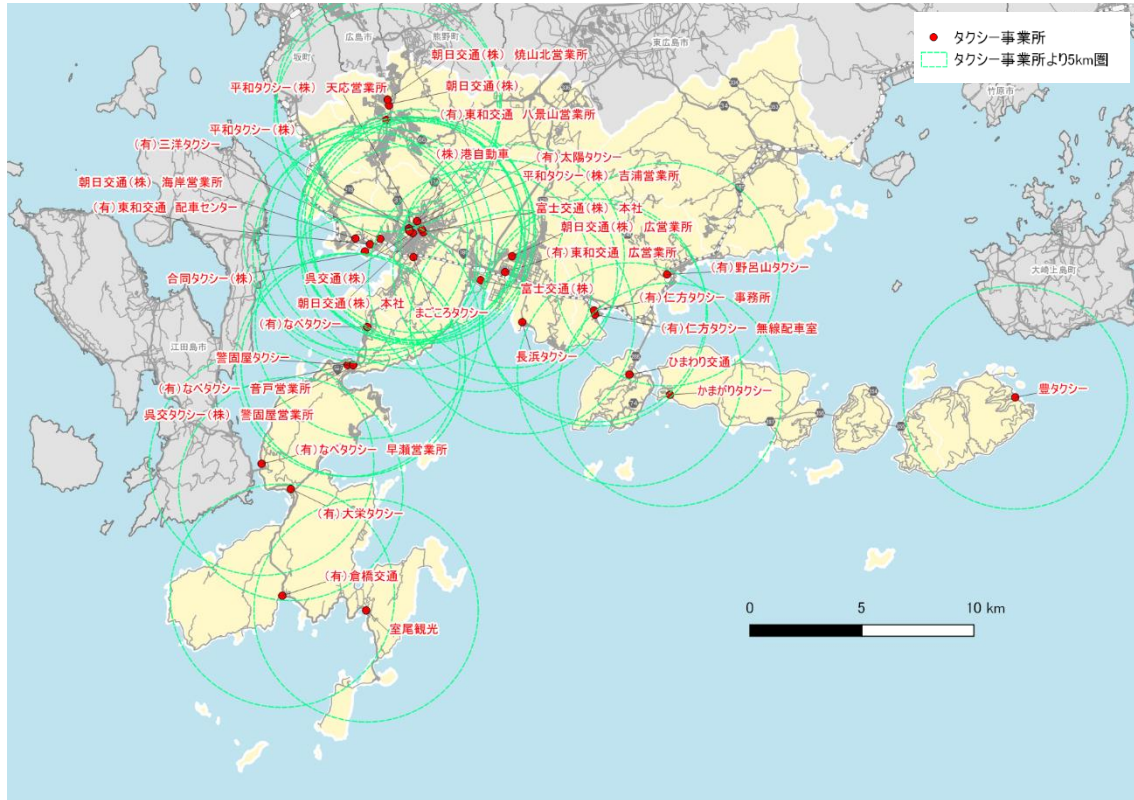 タクシー事業所
タクシー事業所より5km圏
広島市
熊野町
坂町
東広島市
竹原市
朝日交通(株) 焼山北営業所
平和タクシー(株) 天応営業所
朝日交通(株)
(有)東和交通 八景山営業所
平和タクシー(株)
(有)三洋タクシー
(株)港自動車
(有)太陽タクシー
朝日交通(株) 海岸営業所
平和タクシー(株) 吉浦営業所
(有)東和交通 配車センター
富士交通(株) 本社
朝日交通(株) 広営業所
(有)東和交通 広営業所
(有)野呂山タクシー
大崎上島町
合同タクシー(株)
呉交通(株)
富士交通(株)
(有)仁方タクシー 事務所
朝日交通(株) 本社
まごころタクシー
(有)なべタクシー
(有)仁方タクシー 無線配車室
江田島市
長浜タクシー
警固屋タクシー
ひまわり交通
(有)なべタクシー 音戸営業所
かまがりタクシー
豊タクシー
呉交タクシー(株) 警固屋営業所
(有)なべタクシー 早瀬営業所
(有)大栄タクシー
(有)倉橋交通
室尾観光
0 5 10 km